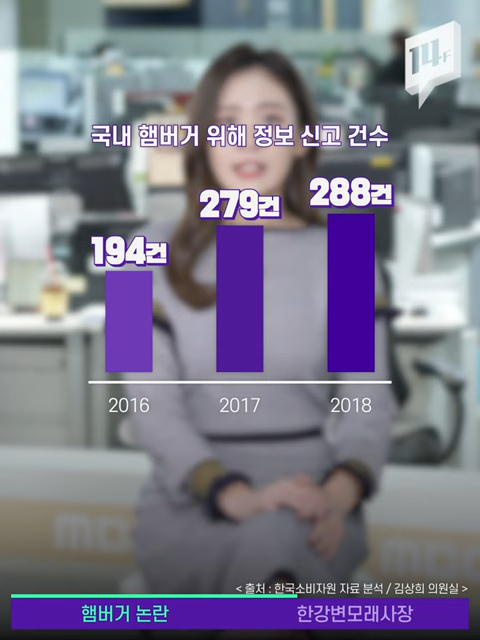 14F
국내 햄버거 위해 정보 신고 건수
194건
279건
288건
2016 2017 2018
< 출처 : 한국소비자원 자료 분석 / 김상희 의원실 >
햄버거 논란 한강변모래사장